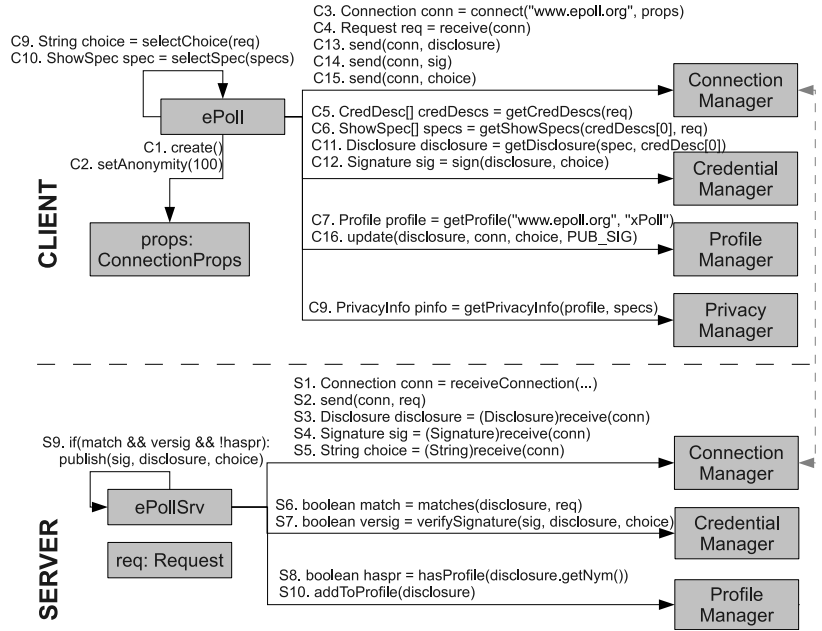 C3. Connection conn = connect("www.epoll.org", props)
C4. Request req = receive(conn)
C13. send(conn, disclosure)
C14. send(conn, sig)
C15. send(conn, choice)
C9. String choice = selectChoice(req)
C10. ShowSpec spec = selectSpec(specs)
ePoll
Connection
Manager
C1. create()
C2. setAnonymity(100)
C5. CredDesc[] credDescs = getCredDescs(req)
C6. ShowSpec[] specs = getShowSpecs(credDescs[0], req)
C11. Disclosure disclosure = getDisclosure(spec, credDesc[0])
C12. Signature sig = sign(disclosure, choice)
Credential
Manager
CLIENT
props:
ConnectionProps
C7. Profile profile = getProfile("www.epoll.org", "xPoll")
C16. update(disclosure, conn, choice, PUB_SIG)
Profile
Manager
C9. PrivacyInfo pinfo = getPrivacyInfo(profile, specs)
Privacy
Manager
SERVER
S1. Connection conn = receiveConnection(...)
S2. send(conn, req)
S3. Disclosure disclosure = (Disclosure)receive(conn)
S4. Signature sig = (Signature)receive(conn)
S5. String choice = (String)receive(conn)
Connection
Manager
S9. if(match && versig && !haspr):
publish(sig, disclosure, choice)
ePollSrv
S6. boolean match = matches(disclosure, req)
S7. boolean versig = verifySignature(sig, disclosure, choice)
Credential
Manager
req: Request
S8. boolean haspr = hasProfile(disclosure.getNym())
S10. addToProfile(disclosure)
Profile
Manager